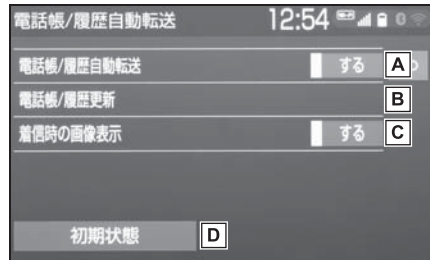 電話帳/履歴自動転送 12:54
電話帳/履歴自動転送 する A
電話帳/履歴更新 B
着信時の画像表示 する C
初期状態 D